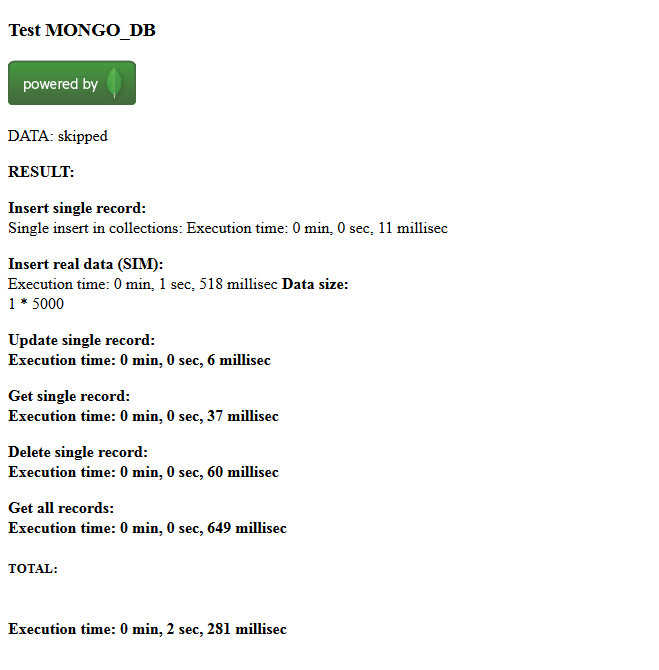 Test MONGO_DB
powered by
DATA: skipped
RESULT:
Insert single record:
Single insert in collections: Execution time: 0 min, 0 sec, 11 millisec
Insert real data (SIM):
Execution time: 0 min, 1 sec, 518 millisec Data size:
1 * 5000
Update single record:
Execution time: 0 min, 0 sec, 6 millisec
Get single record:
Execution time: 0 min, 0 sec, 37 millisec
Delete single record:
Execution time: 0 min, 0 sec, 60 millisec
Get all records:
Execution time: 0 min, 0 sec, 649 millisec
TOTAL:
Execution time: 0 min, 2 sec, 281 millisec